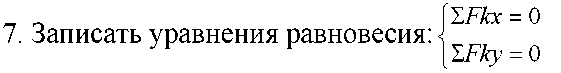 7. Записать уравнения равновесия: {ΣFkx = 0
ΣFky = 0